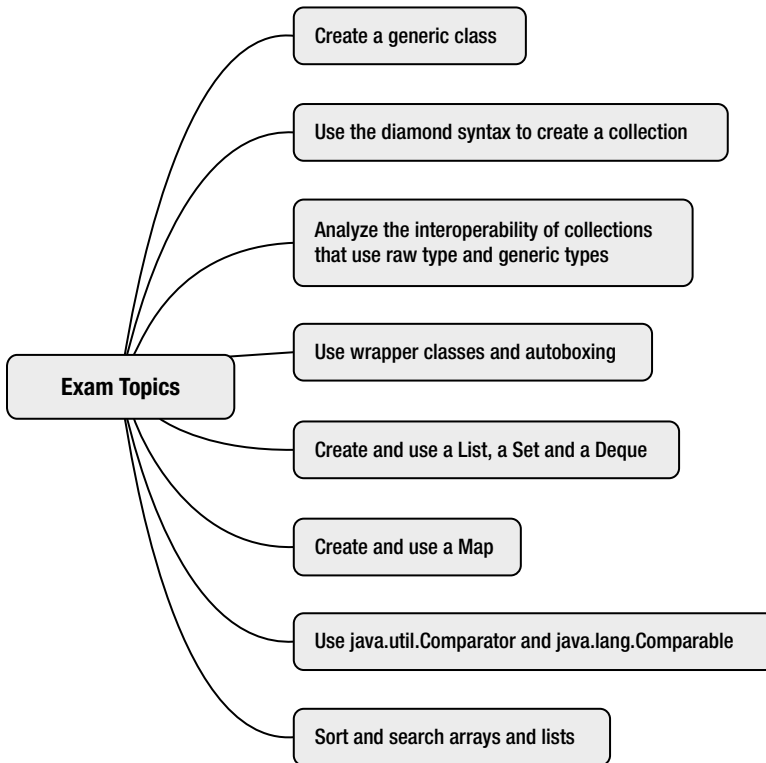 Create a generic class
Use the diamond syntax to create a collection
Analyze the interoperability of collections
that use raw type and generic types
Use wrapper classes and autoboxing
Exam Topics
Create and use a List, a Set and a Deque
Create and use a Map
Use java.util.Comparator and java.lang.Comparable
Sort and search arrays and lists